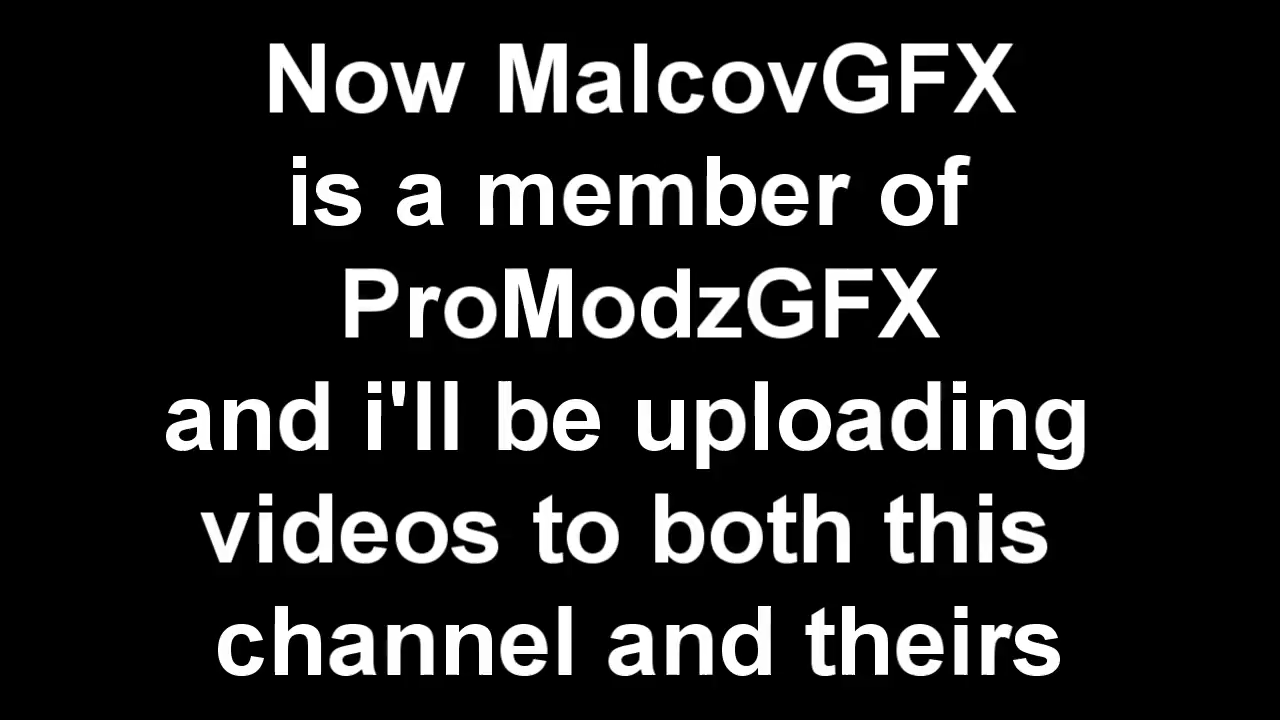 Now MalcovGFX
is a member of
ProModzGFX
and i'll be uploading
videos to both this
channel and theirs